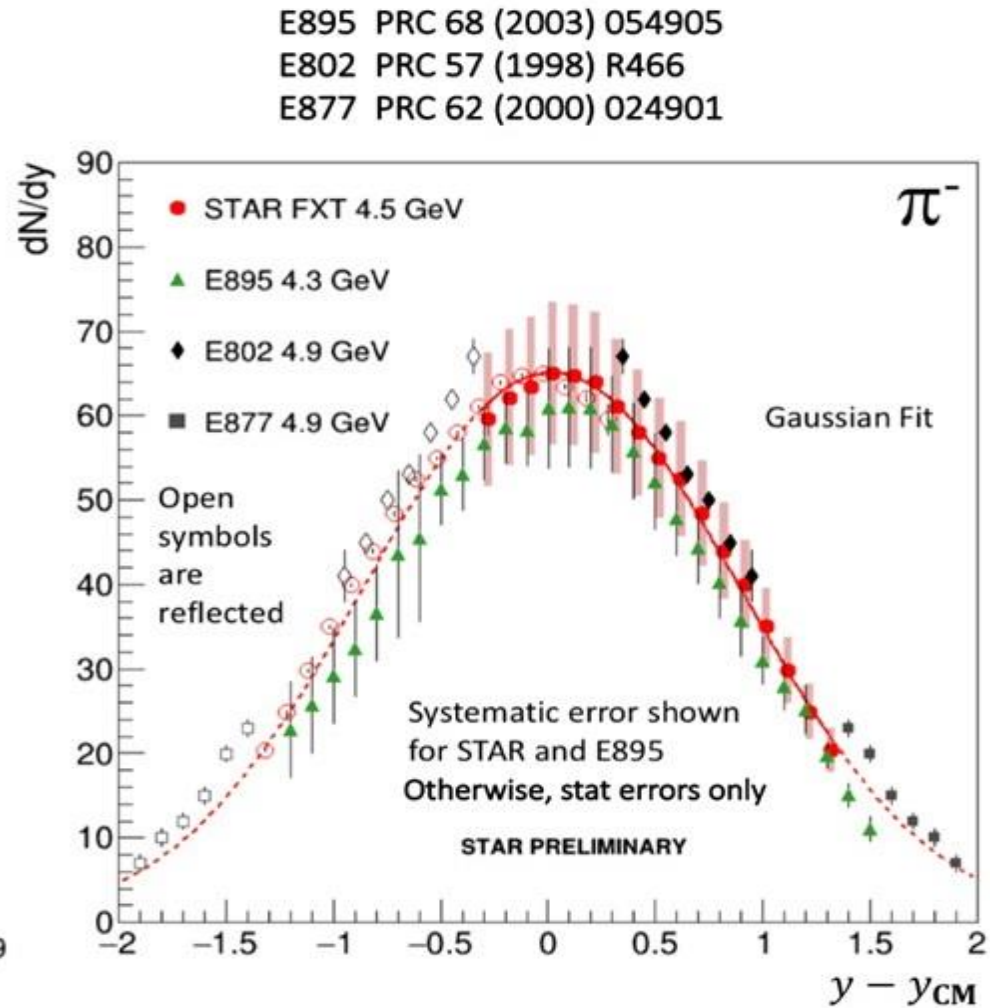 E895 PRC 68 (2003) 054905
E802 PRC 57 (1998) R466
E877 PRC 62 (2000) 024901
dN/dy
90
80
70
60
50
40
30
20
10
0
π-
STAR FXT 4.5 GeV
E895 4.3 GeV
E802 4.9 GeV
E877 4.9 GeV
Gaussian Fit
Open
symbols
are
reflected
Systematic error shown
for STAR and E895
Otherwise, stat errors only
STAR PRELIMINARY
9
−2 −1.5 −1 −0.5 0 0.5 1 1.5 2
y − yCM